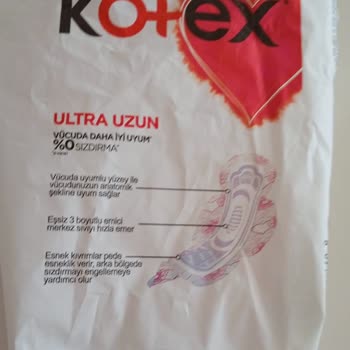 KOTEX
ULTRA UZUN
VÜCUDA DAHA İYİ UYUM*
%0 SIZDIRMA*
Vücuda uyumlu yüzey ile
vücudunuzun anatomik
şekline uyum sağlar
Eşsiz 3 boyutlu emici
merkez sıvıyı hızla emer
Esnek kıvrımlar pede
esneklik verir, arka bölgede
sızdırmayı engellemeye
yardımcı olur